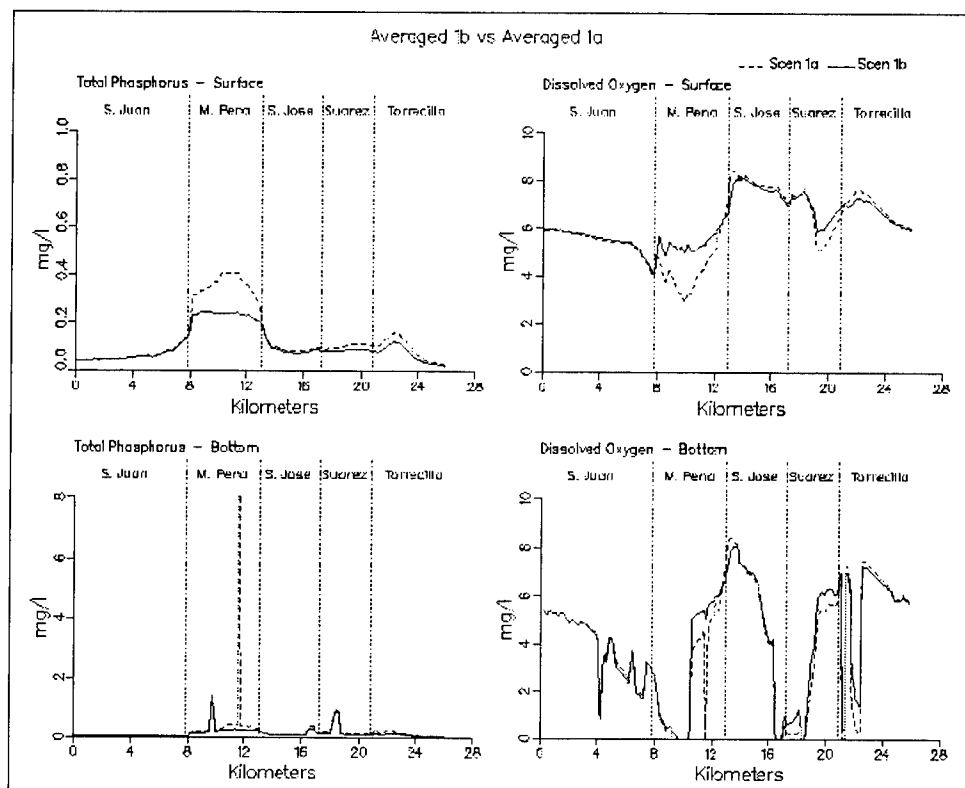 Averaged 1b vs Averaged 1a
Scen 1a Scen 1b
Total Phosphorus – Surface
S. Juan M. Pena S. Jose Suarez Torrecilla
1.0
0.8
0.6
0.4
0.2
0.0
mg/l
0 4 8 12 16 20 24 28
Kilometers
Dissolved Oxygen – Surface
S. Juan M. Pena S. Jose Suarez Torrecilla
10
8
6
4
2
0
mg/l
0 4 8 12 16 20 24 28
Kilometers
Total Phosphorus – Bottom
S. Juan M. Pena S. Jose Suarez Torrecilla
8
6
4
2
0
mg/l
0 4 8 12 16 20 24 28
Kilometers
Dissolved Oxygen – Bottom
S. Juan M. Pena S. Jose Suarez Torrecilla
10
8
6
4
2
0
mg/l
0 4 8 12 16 20 24 28
Kilometers